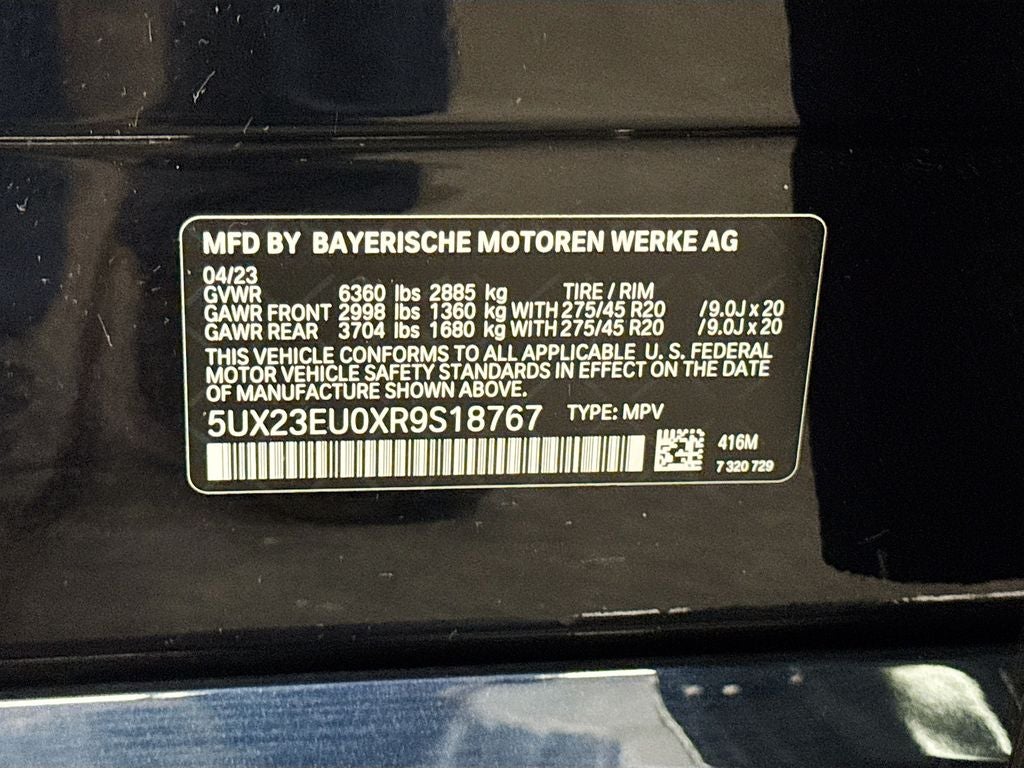 MFD BY BAYERISCHE MOTOREN WERKE AG
04/23
GVWR 6360 lbs 2885 kg TIRE / RIM
GAWR FRONT 2998 lbs 1360 kg WITH 275/45 R20 /9.0J x 20
GAWR REAR 3704 lbs 1680 kg WITH 275/45 R20 /9.0J x 20
THIS VEHICLE CONFORMS TO ALL APPLICABLE U. S. FEDERAL
MOTOR VEHICLE SAFETY STANDARDS IN EFFECT ON THE DATE
OF MANUFACTURE SHOWN ABOVE.
5UX23EU0XR9S18767 TYPE: MPV
416M
7 320 729